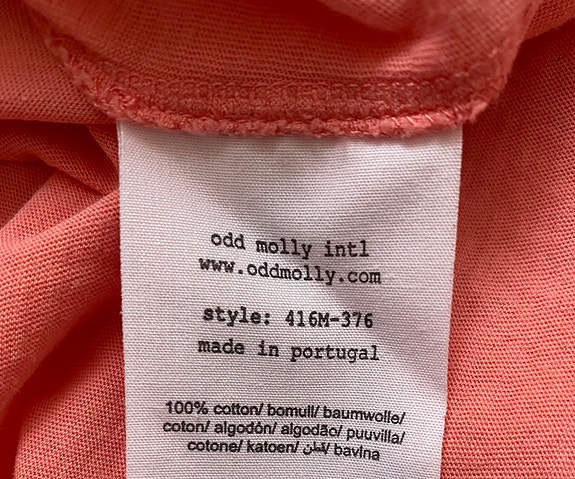 odd molly intl
www.oddmolly.com
style: 416M-376
made in portugal
100% cotton/ bomull/ baumwolle/
coton/ algodón/ algodão/ puuvilla/
cotone/ katoen/ bavlna